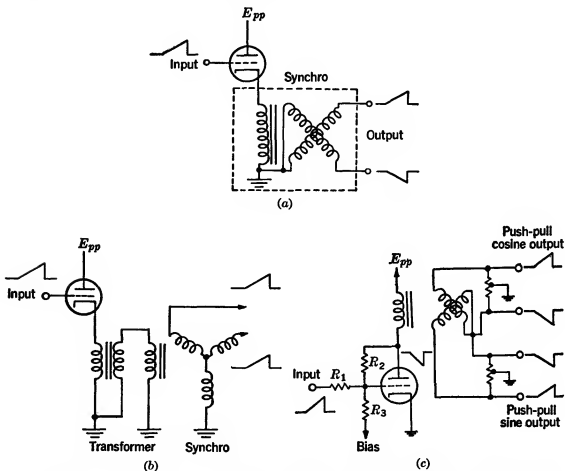 Epp
Input
Synchro
Output
(a)
Epp
Input
Transformer
Synchro
(b)
Push-pull
cosine output
Epp
R2
Input
R1
R3
Bias
Push-pull
sine output
(c)